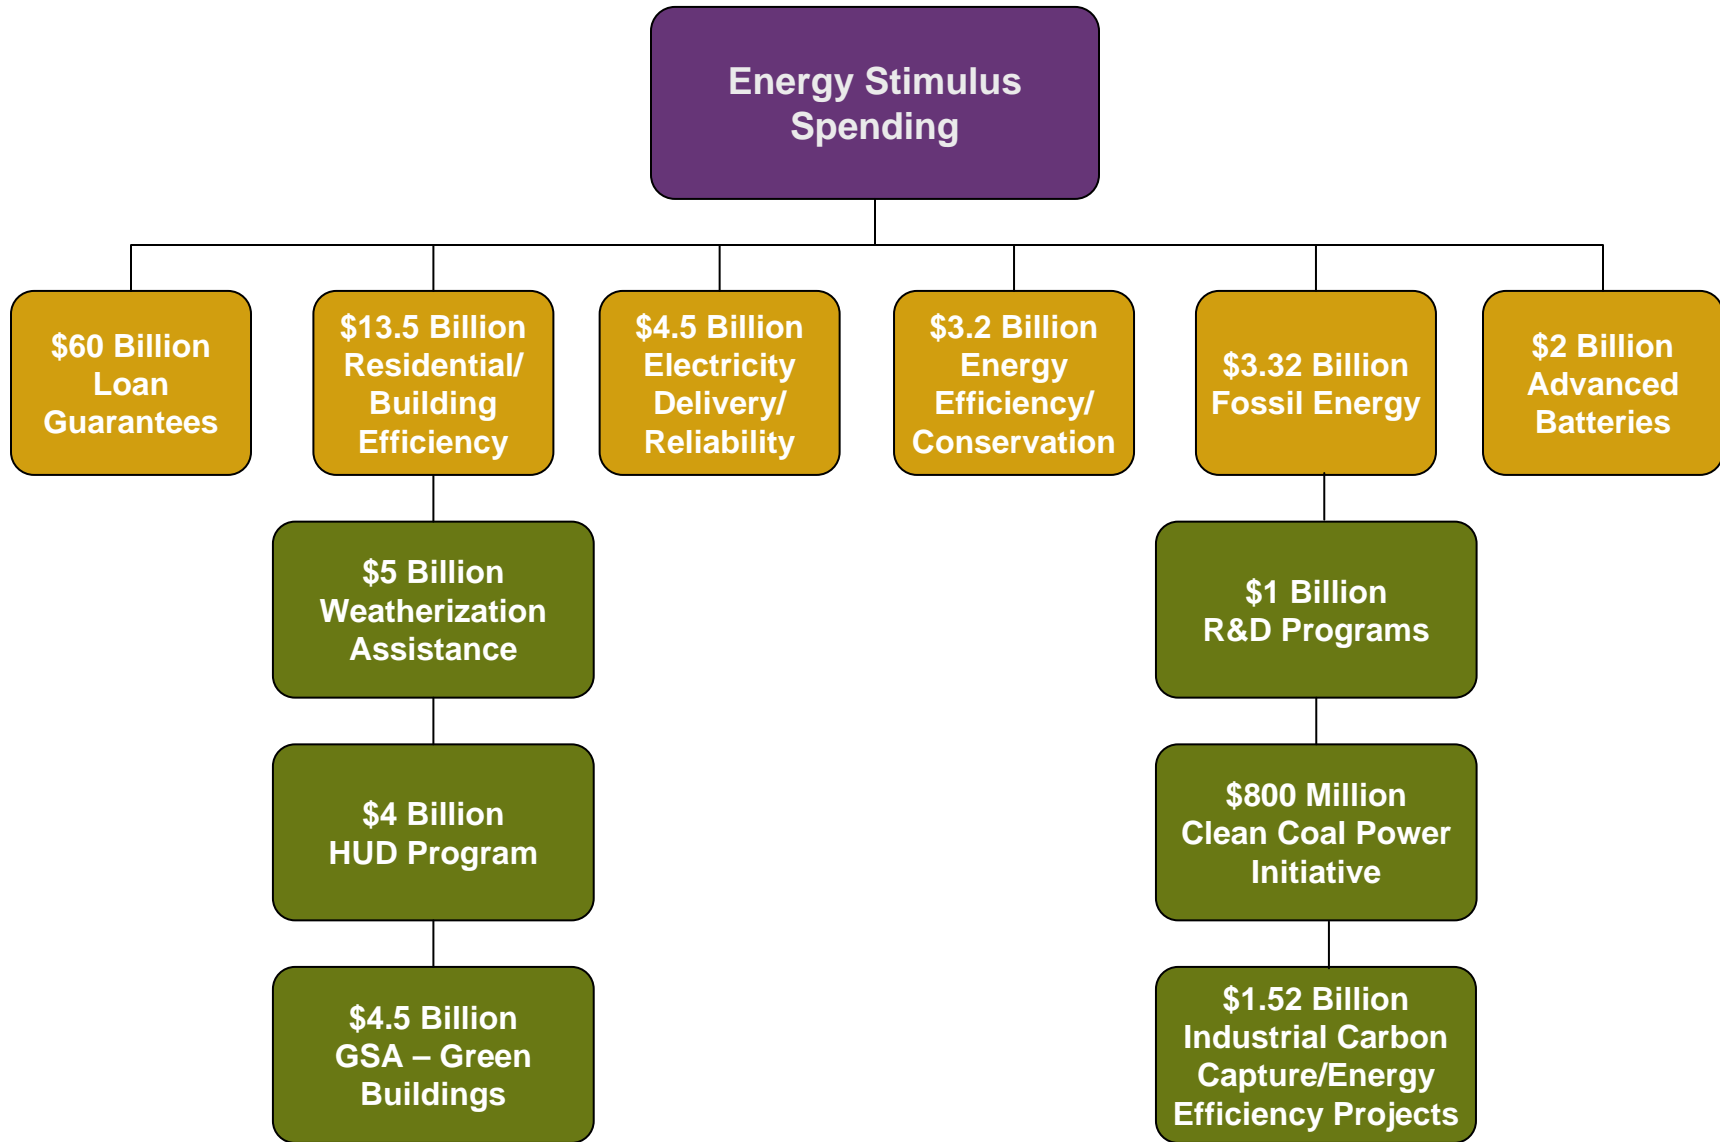 Energy Stimulus
Spending
$60 Billion
Loan
Guarantees
$13.5 Billion
Residential/
Building
Efficiency
$4.5 Billion
Electricity
Delivery/
Reliability
$3.2 Billion
Energy
Efficiency/
Conservation
$3.32 Billion
Fossil Energy
$2 Billion
Advanced
Batteries
$5 Billion
Weatherization
Assistance
$1 Billion
R&D Programs
$4 Billion
HUD Program
$800 Million
Clean Coal Power
Initiative
$4.5 Billion
GSA – Green
Buildings
$1.52 Billion
Industrial Carbon
Capture/Energy
Efficiency Projects